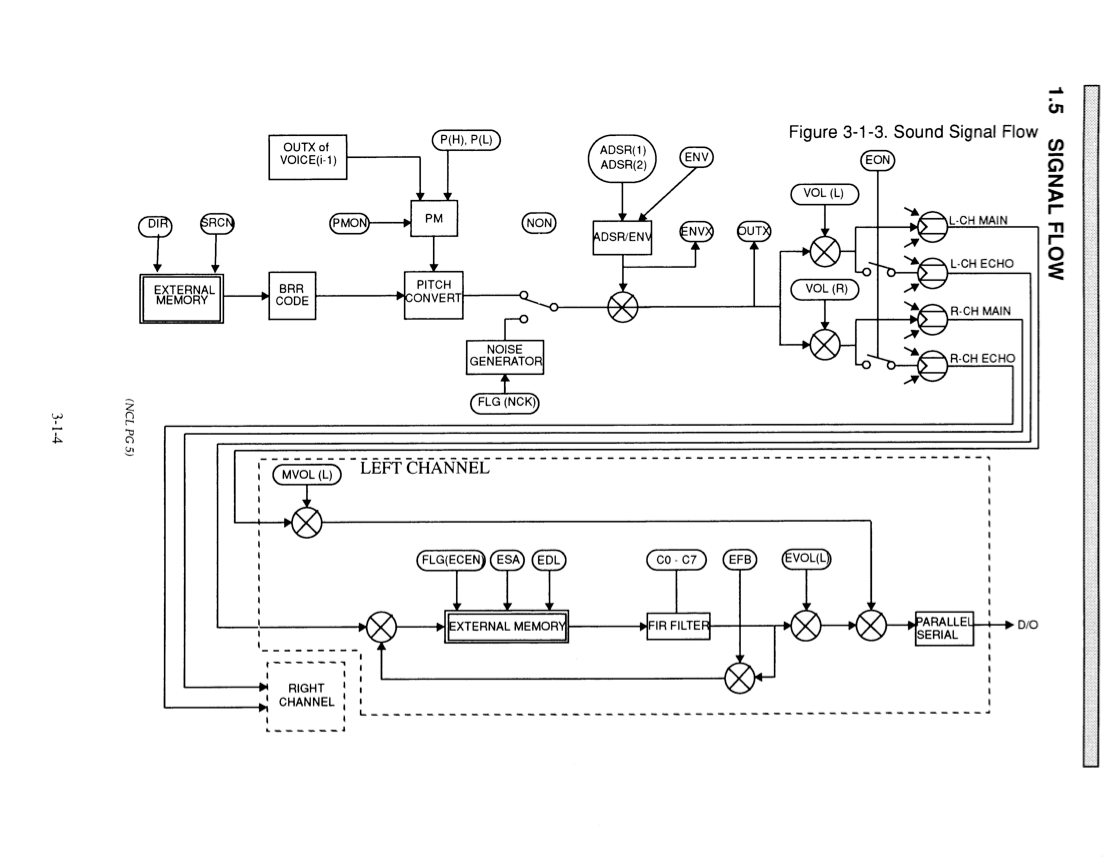 1.5 SIGNAL FLOW
Figure 3-1-3. Sound Signal Flow
OUTX of
VOICE(i-1)
P(H), P(L)
ADSR(1)
ADSR(2)
ENV
EON
VOL (L)
DIR
SRCN
PMON
PM
NON
ADSR/ENV
ENVX
OUTX
L-CH MAIN
L-CH ECHO
EXTERNAL
MEMORY
BRR
CODE
PITCH
CONVERT
VOL (R)
R-CH MAIN
NOISE
GENERATOR
R-CH ECHO
FLG (NCK)
(NCL PG 5)
3-1-4
LEFT CHANNEL
MVOL (L)
FLG(ECEN)
ESA
EDL
C0 - C7
EFB
EVOL(L)
EXTERNAL MEMORY
FIR FILTER
PARALLEL
SERIAL
D/O
RIGHT
CHANNEL